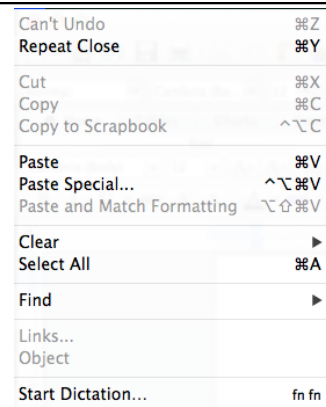 Can't Undo ⌘Z
Repeat Close ⌘Y
Cut ⌘X
Copy ⌘C
Copy to Scrapbook ^⌥C
Paste ⌘V
Paste Special... ^⌥⌘V
Paste and Match Formatting ⌥⇧⌘V
Clear ▶
Select All ⌘A
Find ▶
Links...
Object
Start Dictation... fn fn